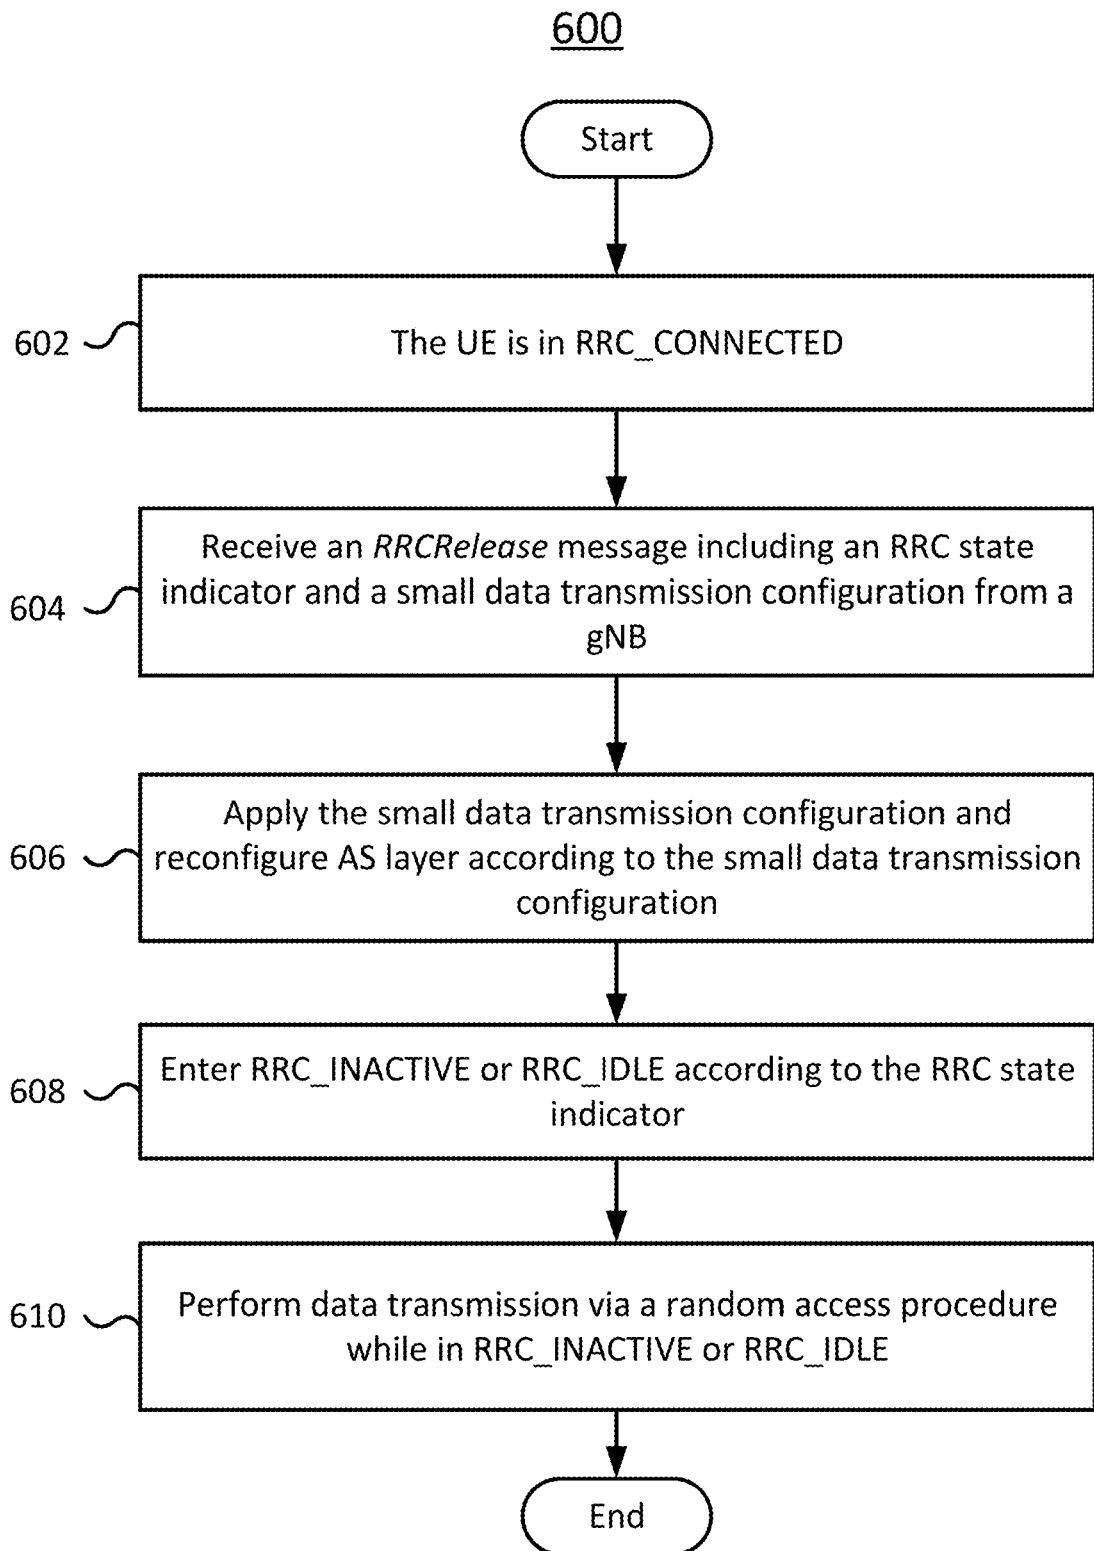 600
Start
602
The UE is in RRC_CONNECTED
604
Receive an RRCRelease message including an RRC state
indicator and a small data transmission configuration from a
gNB
606
Apply the small data transmission configuration and
reconfigure AS layer according to the small data transmission
configuration
608
Enter RRC_INACTIVE or RRC_IDLE according to the RRC state
indicator
610
Perform data transmission via a random access procedure
while in RRC_INACTIVE or RRC_IDLE
End